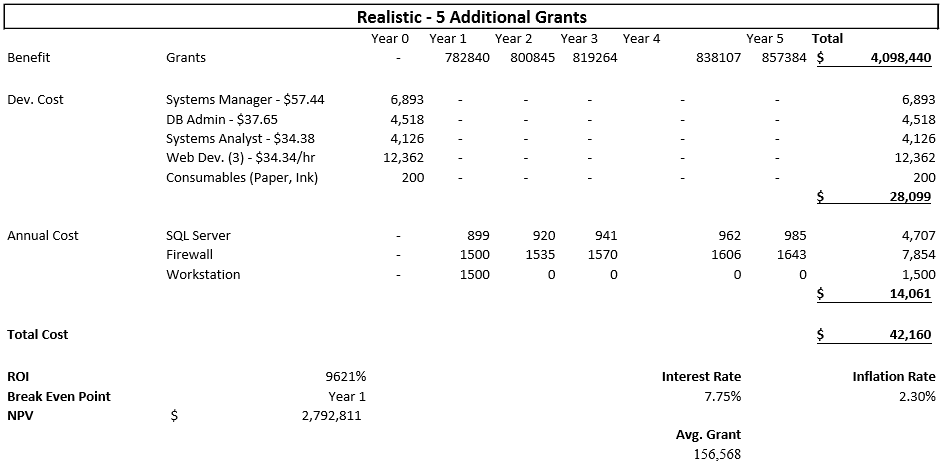 Realistic - 5 Additional Grants
Year 0 Year 1 Year 2 Year 3 Year 4 Year 5 Total
Benefit Grants - 782840 800845 819264 838107 857384 $ 4,098,440
Dev. Cost Systems Manager - $57.44 6,893 - - - - - 6,893
DB Admin - $37.65 4,518 - - - - - 4,518
Systems Analyst - $34.38 4,126 - - - - - 4,126
Web Dev. (3) - $34.34/hr 12,362 - - - - - 12,362
Consumables (Paper, Ink) 200 - - - - - 200
$ 28,099
Annual Cost SQL Server - 899 920 941 962 985 4,707
Firewall - 1500 1535 1570 1606 1643 7,854
Workstation - 1500 0 0 0 0 1,500
$ 14,061
Total Cost $ 42,160
ROI 9621% Interest Rate Inflation Rate
Break Even Point Year 1 7.75% 2.30%
NPV $ 2,792,811
Avg. Grant
156,568